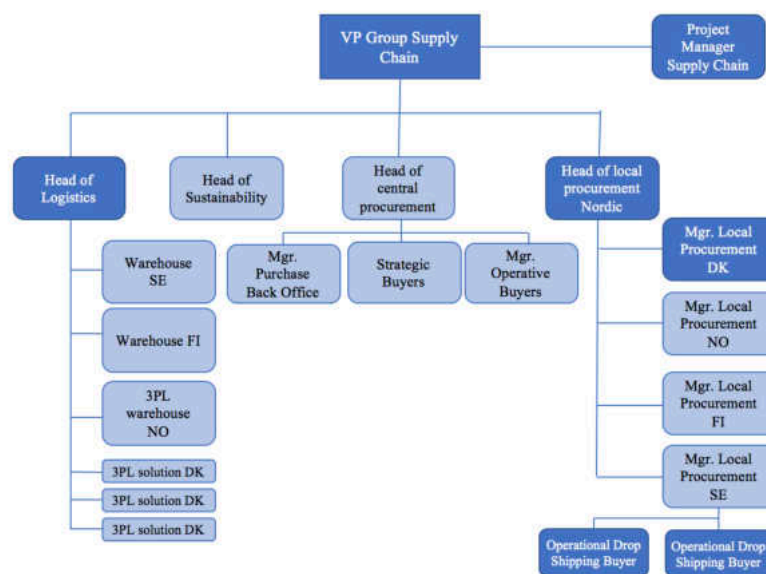 VP Group Supply
Chain
Project
Manager
Supply Chain
Head of
Logistics
Head of
Sustainability
Head of
central
procurement
Head of local
procurement
Nordic
Warehouse
SE
Warehouse FI
3PL
warehouse
NO
3PL solution DK
3PL solution DK
3PL solution DK
Mgr.
Purchase
Back Office
Strategic
Buyers
Mgr.
Operative
Buyers
Mgr. Local
Procurement
DK
Mgr. Local
Procurement
NO
Mgr. Local
Procurement
FI
Mgr. Local
Procurement
SE
Operational Drop
Shipping Buyer
Operational Drop
Shipping Buyer